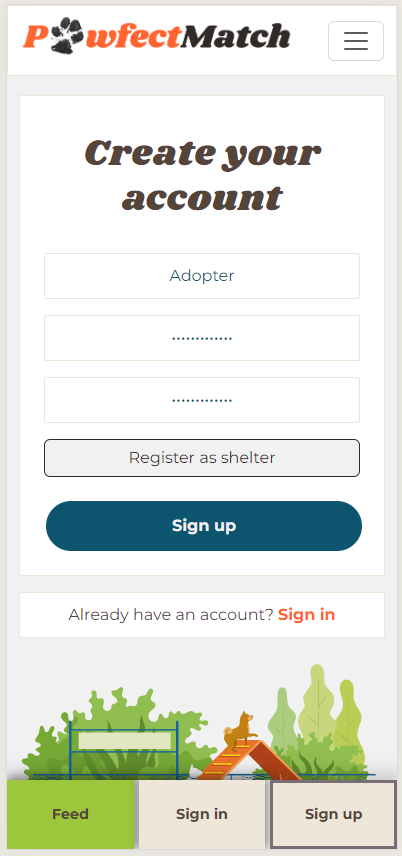 PawfectMatch
Create your
account
Adopter
·············
·············
Register as shelter
Sign up
Already have an account? Sign in
Feed
Sign in
Sign up